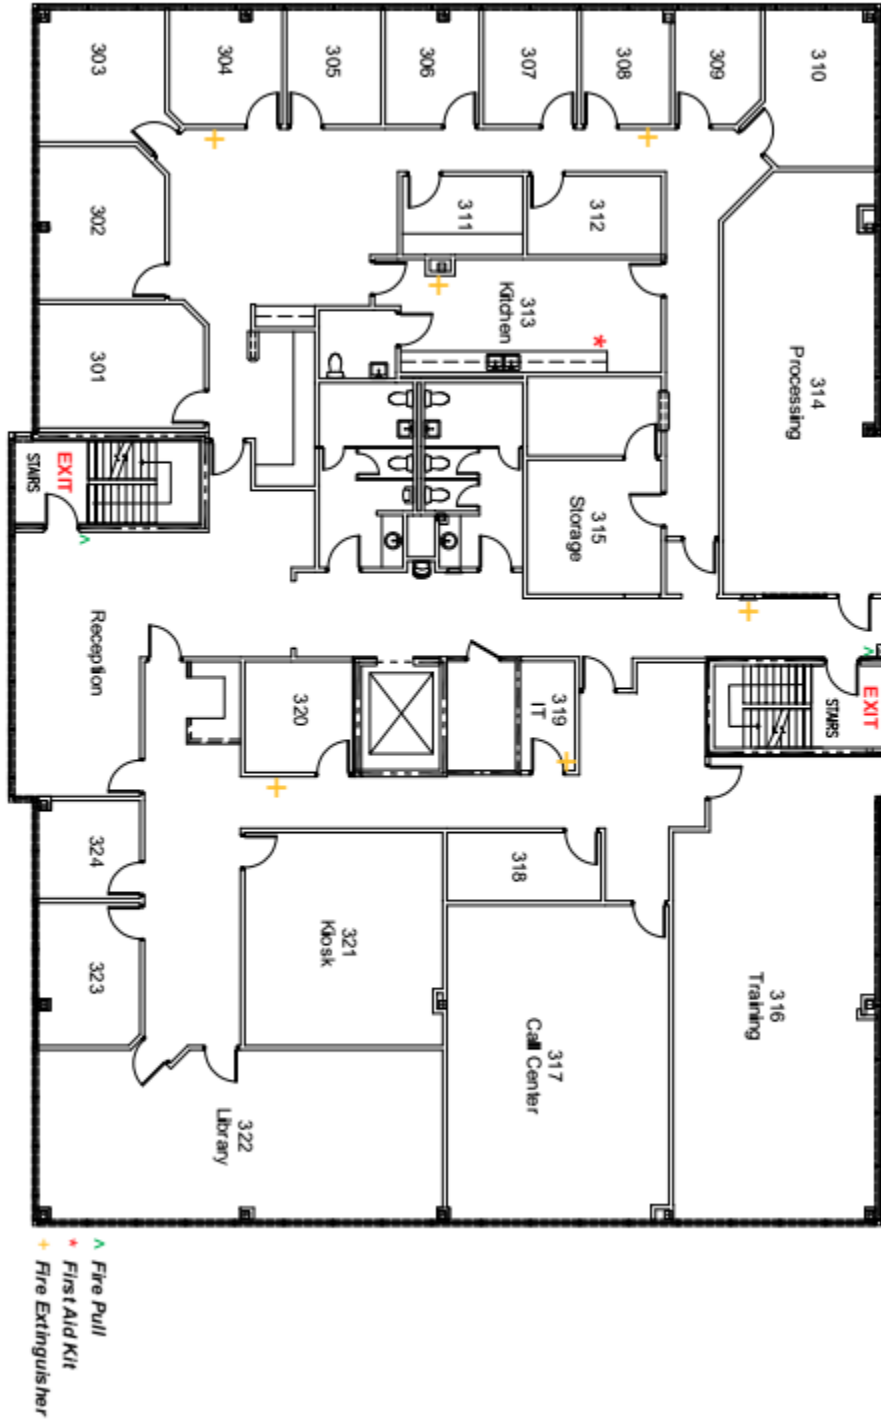 303
304
305
306
307
308
309
310
302
311
312
301
313
Kitchen
314
Processing
315
Storage
EXIT
STAIRS
Reception
320
319
IT
EXIT
STAIRS
324
318
321
Kiosk
323
317
Call Center
316
Training
322
Library
^ Fire Pull
* First Aid Kit
+ Fire Extinguisher